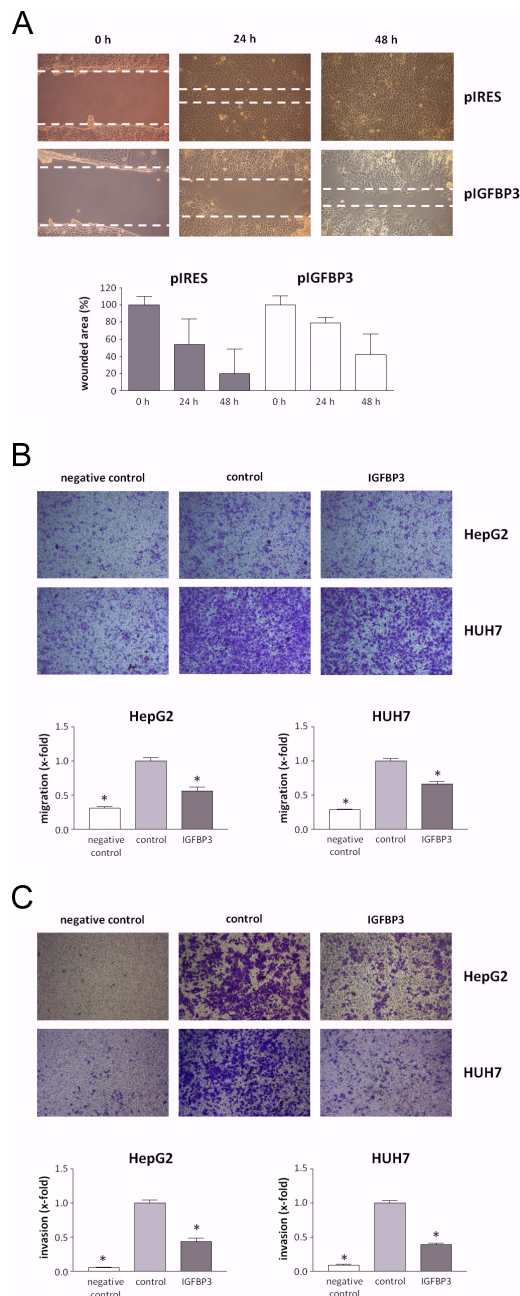 A
0 h 24 h 48 h
pIRES
pIGFBP3
pIRES pIGFBP3
wounded area (%)
120
100
80
60
40
20
0
0 h 24 h 48 h 0 h 24 h 48 h
B
negative control control IGFBP3
HepG2
HUH7
HepG2
migration (x-fold)
1.5
1.0
0.5
0.0
* *
negative control IGFBP3
control
HUH7
migration (x-fold)
1.5
1.0
0.5
0.0
* *
negative control IGFBP3
control
C
negative control control IGFBP3
HepG2
HUH7
HepG2
invasion (x-fold)
1.5
1.0
0.5
0.0
* *
negative control IGFBP3
control
HUH7
invasion (x-fold)
1.5
1.0
0.5
0.0
* *
negative control IGFBP3
control